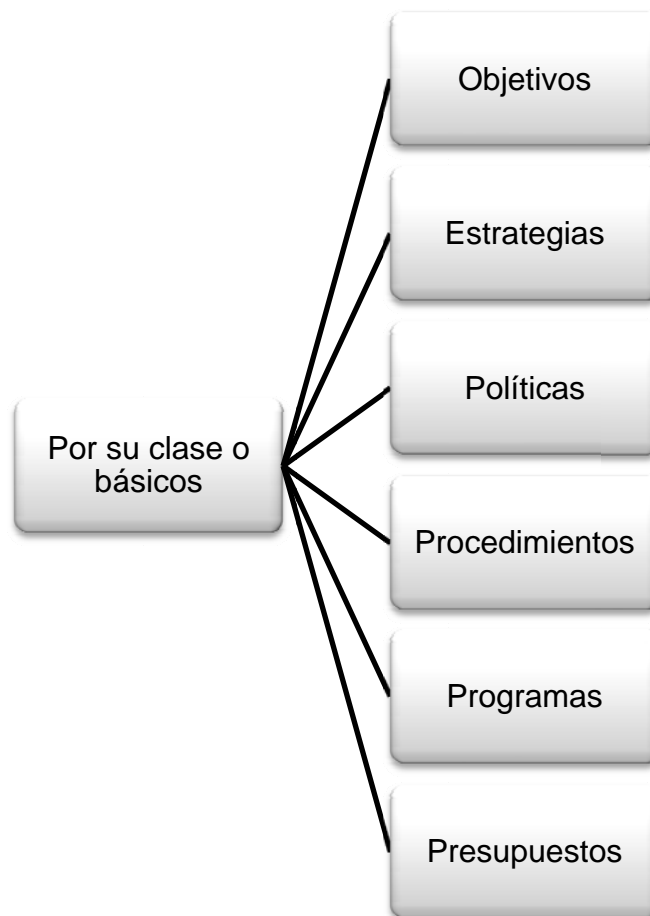 Objetivos
Estrategias
Políticas
Por su clase o
básicos
Procedimientos
Programas
Presupuestos